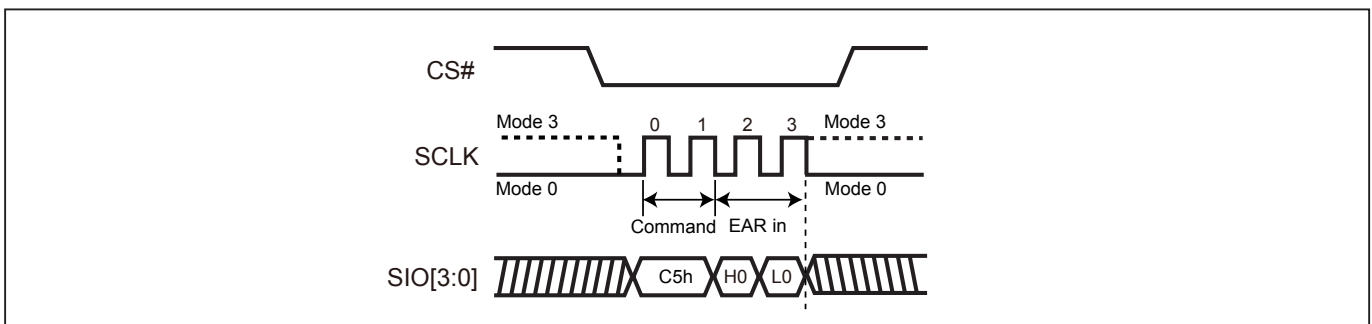 CS#
Mode 3 0 1 2 3 Mode 3
SCLK
Mode 0 Mode 0
Command EAR in
SIO[3:0] C5h H0 L0